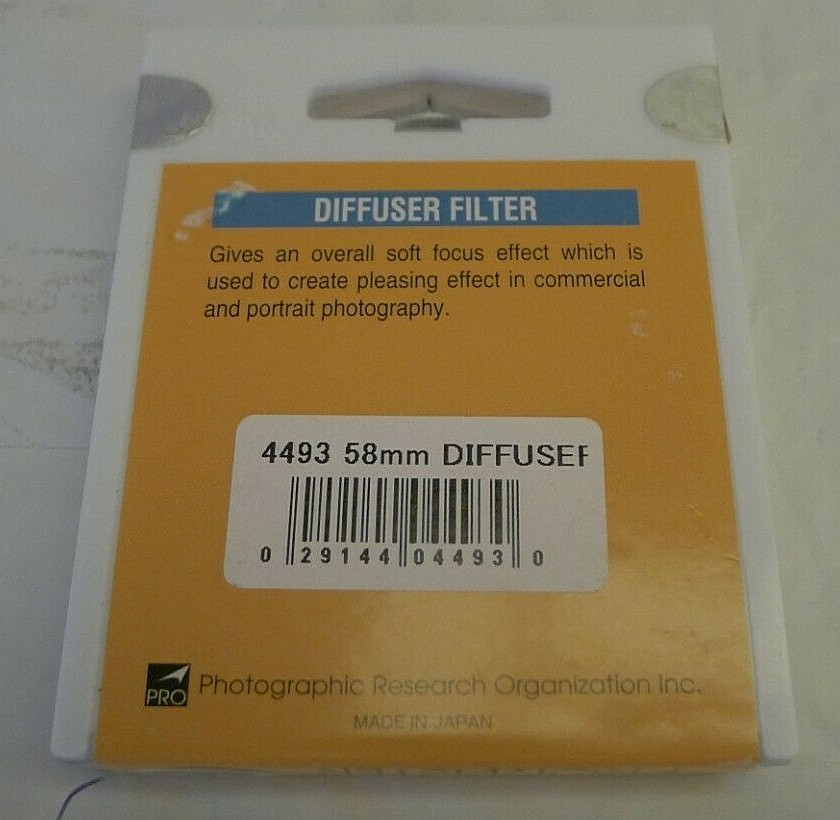 DIFFUSER FILTER
Gives an overall soft focus effect which is
used to create pleasing effect in commercial
and portrait photography.
4493 58mm DIFFUSER
0 29144 04493 0
PRO Photographic Research Organization Inc.
MADE IN JAPAN